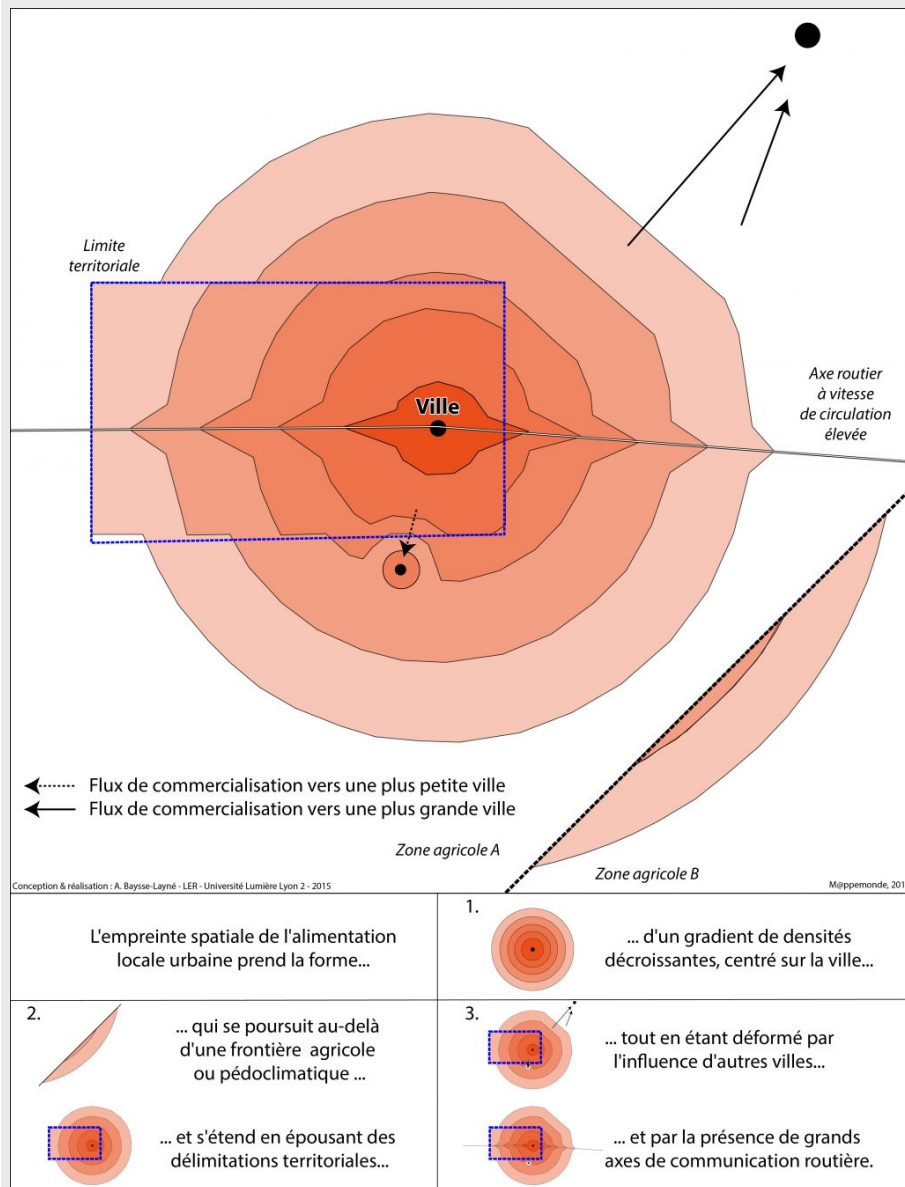 Limite
territoriale
Ville
Axe routier
à vitesse
de circulation
élevée
Flux de commercialisation vers une plus petite ville
Flux de commercialisation vers une plus grande ville
Zone agricole A
Zone agricole B
Conception & réalisation : A. Baysse-Layné - LER - Université Lumière Lyon 2 - 2015
M@ppemonde, 201
L'empreinte spatiale de l'alimentation
locale urbaine prend la forme...
1.
... d'un gradient de densités
décroissantes, centré sur la ville...
2.
... qui se poursuit au-delà
d'une frontière agricole
ou pédoclimatique ...
... et s'étend en épousant des
délimitations territoriales...
3.
... tout en étant déformé par
l'influence d'autres villes...
... et par la présence de grands
axes de communication routière.